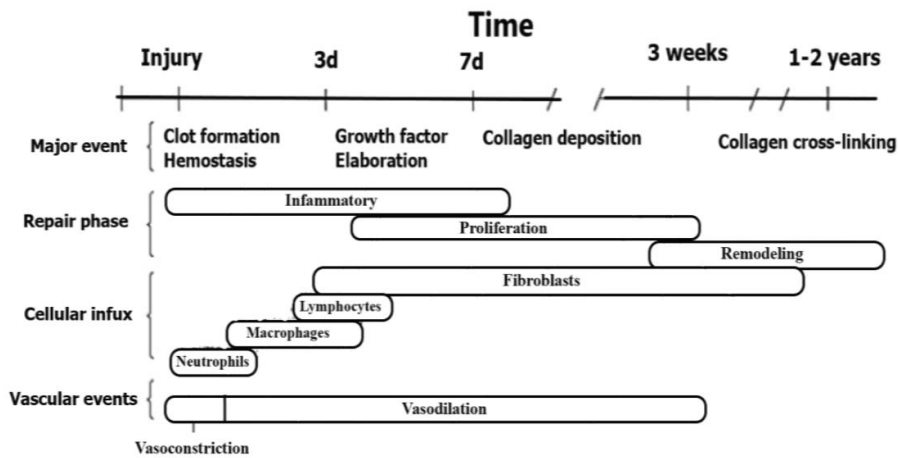 Time
Injury 3d 7d 3 weeks 1-2 years
Major event
Clot formation
Hemostasis
Growth factor
Elaboration
Collagen deposition
Collagen cross-linking
Repair phase
Infammatory
Proliferation
Remodeling
Cellular infux
Fibroblasts
Lymphocytes
Macrophages
Neutrophils
Vascular events
Vasodilation
Vasoconstriction